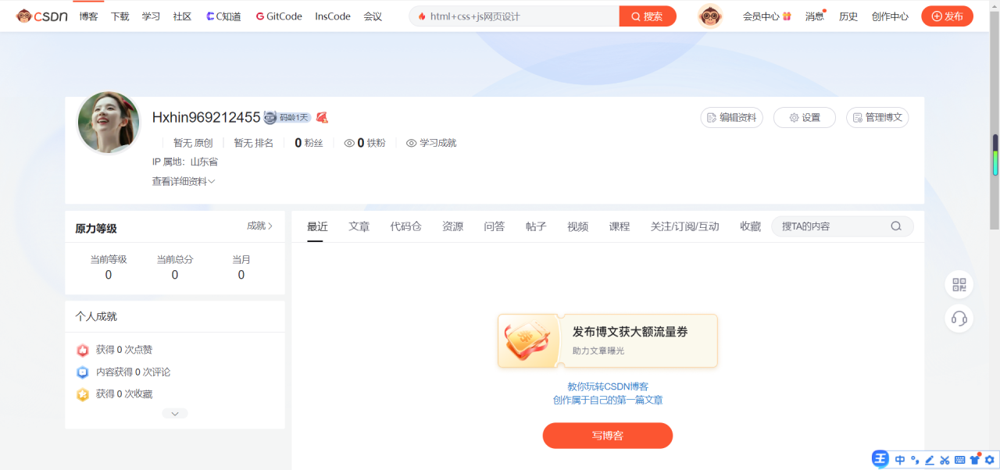 CSDN 博客 下载 学习 社区 C知道 GitCode InsCode 会议 html+css+js网页设计 搜索 会员中心 消息 历史 创作中心 发布
Hxhin969212455 码龄1天 编辑资料 设置 管理博文
暂无 原创 暂无 排名 0 粉丝 0 铁粉 学习成就
IP 属地：山东省
查看详细资料
原力等级 成就
当前等级 当前总分 当月
0 0 0
个人成就
获得 0 次点赞
内容获得 0 次评论
获得 0 次收藏
最近 文章 代码仓 资源 问答 帖子 视频 课程 关注/订阅/互动 收藏 搜TA的内容
发布博文获大额流量券
助力文章曝光
教你玩转CSDN博客
创作属于自己的第一篇文章
写博客
王 中 °,